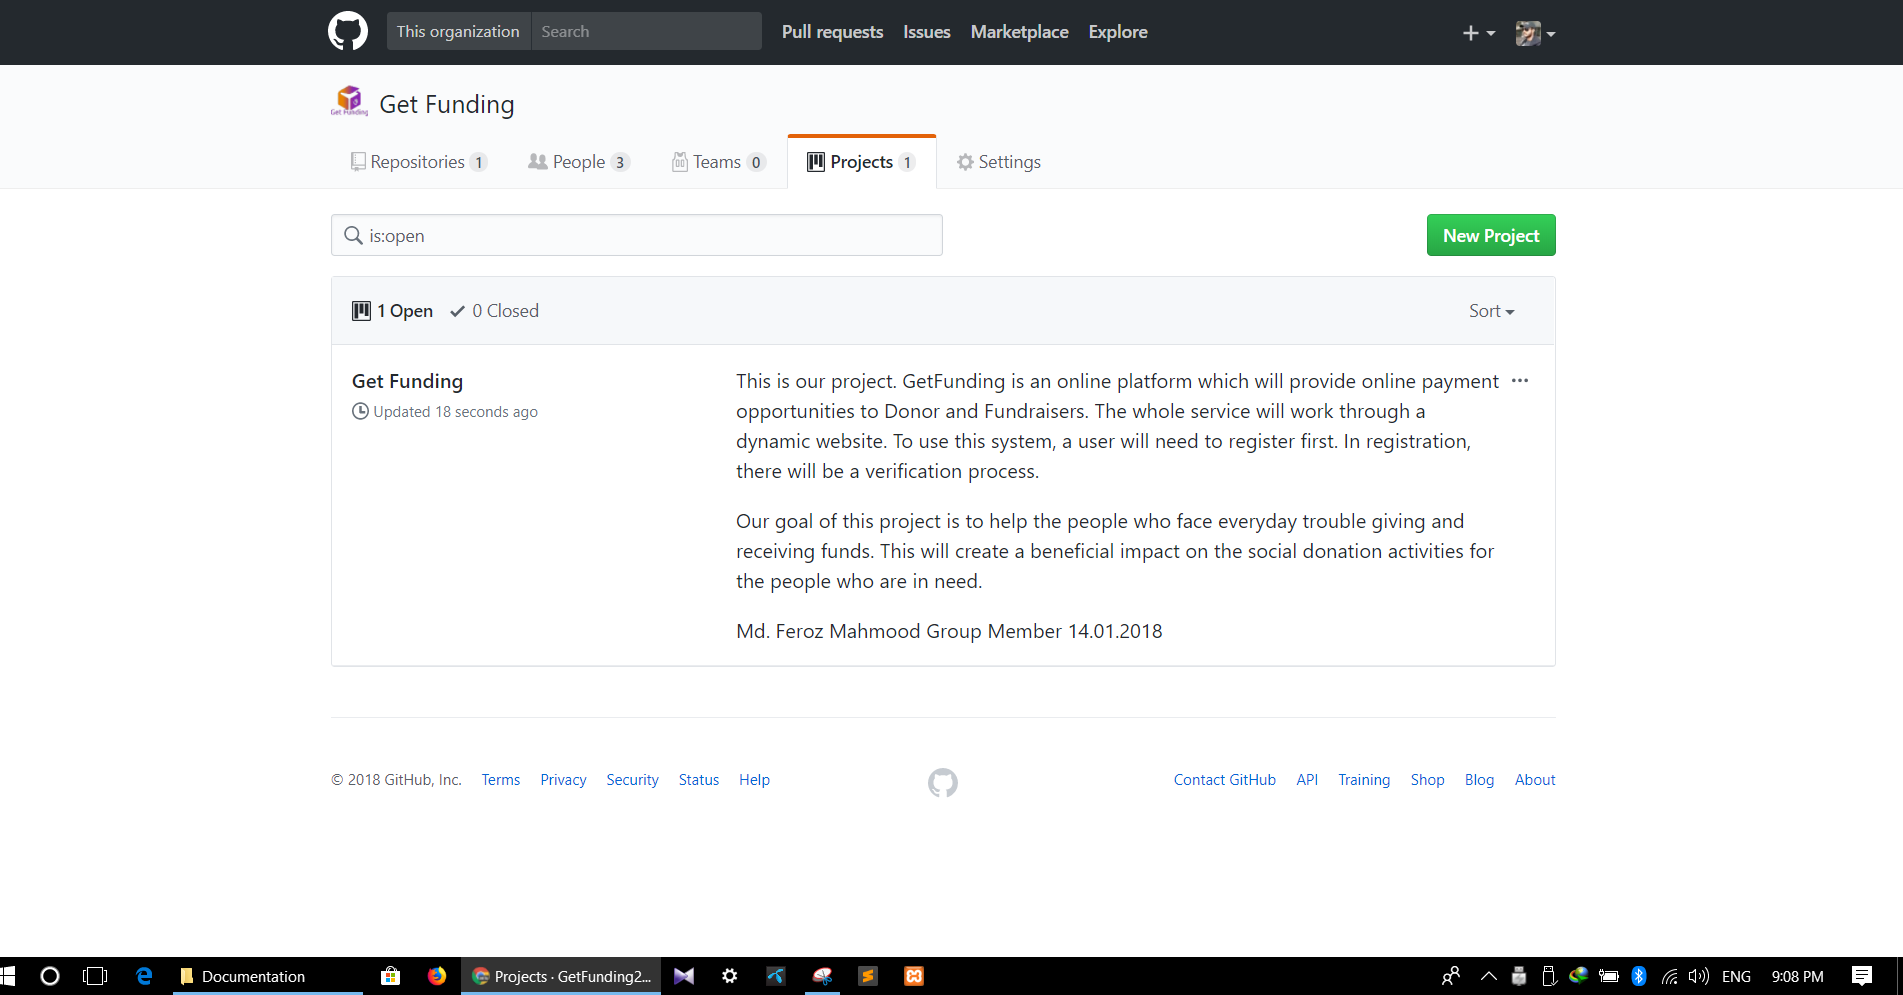 This organization Search Pull requests Issues Marketplace Explore
Get Funding
Get Funding
Repositories 1 People 3 Teams 0 Projects 1 Settings
is:open New Project
1 Open 0 Closed Sort
Get Funding
Updated 18 seconds ago
This is our project. GetFunding is an online platform which will provide online payment
opportunities to Donor and Fundraisers. The whole service will work through a
dynamic website. To use this system, a user will need to register first. In registration,
there will be a verification process.
Our goal of this project is to help the people who face everyday trouble giving and
receiving funds. This will create a beneficial impact on the social donation activities for
the people who are in need.
Md. Feroz Mahmood Group Member 14.01.2018
© 2018 GitHub, Inc. Terms Privacy Security Status Help Contact GitHub API Training Shop Blog About
Documentation Projects · GetFunding2... ENG 9:08 PM